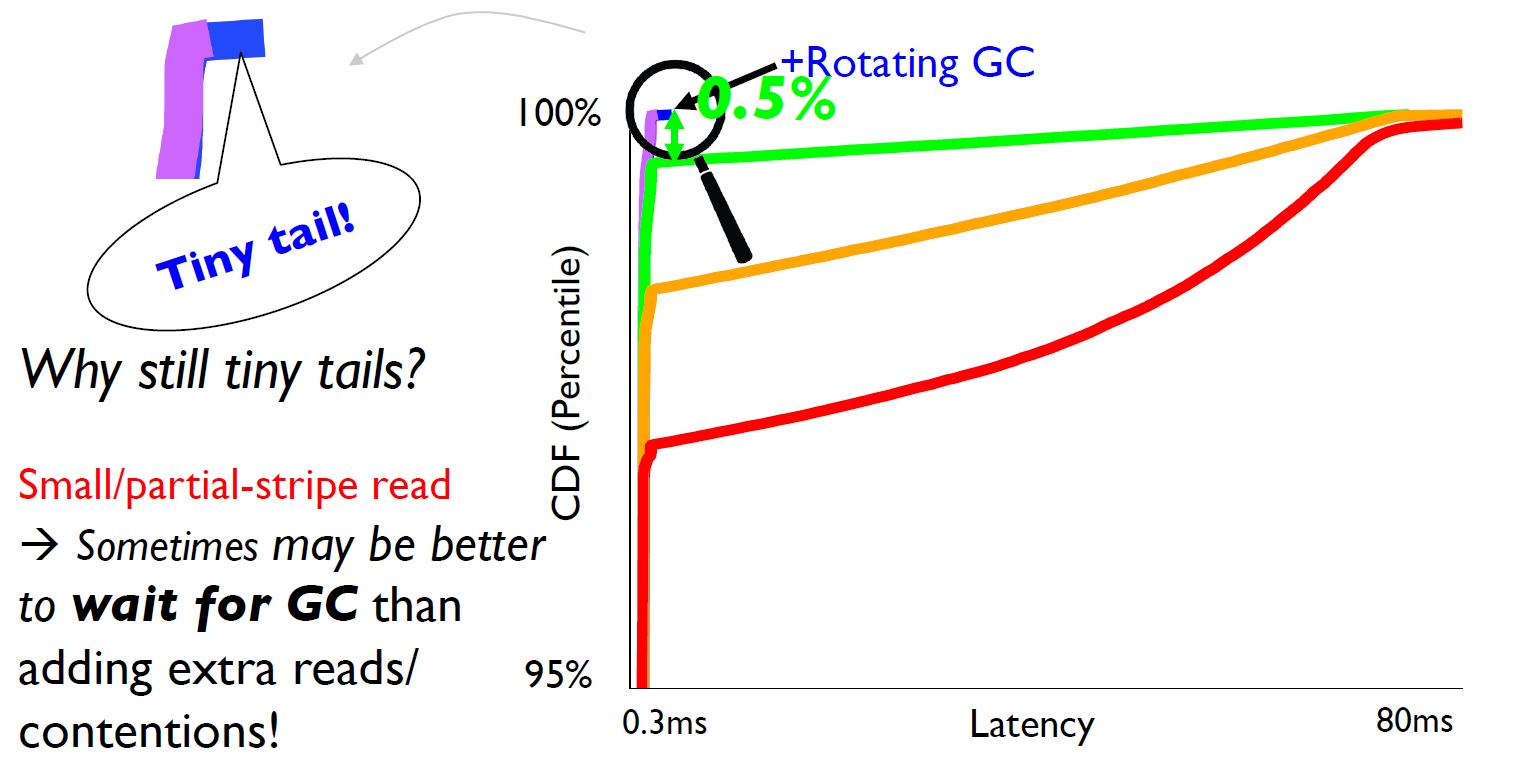 Tiny tail!
Why still tiny tails?
Small/partial-stripe read
→ Sometimes may be better
to wait for GC than
adding extra reads/
contentions!
+Rotating GC
0.5%
100%
CDF (Percentile)
95%
0.3ms
Latency
80ms